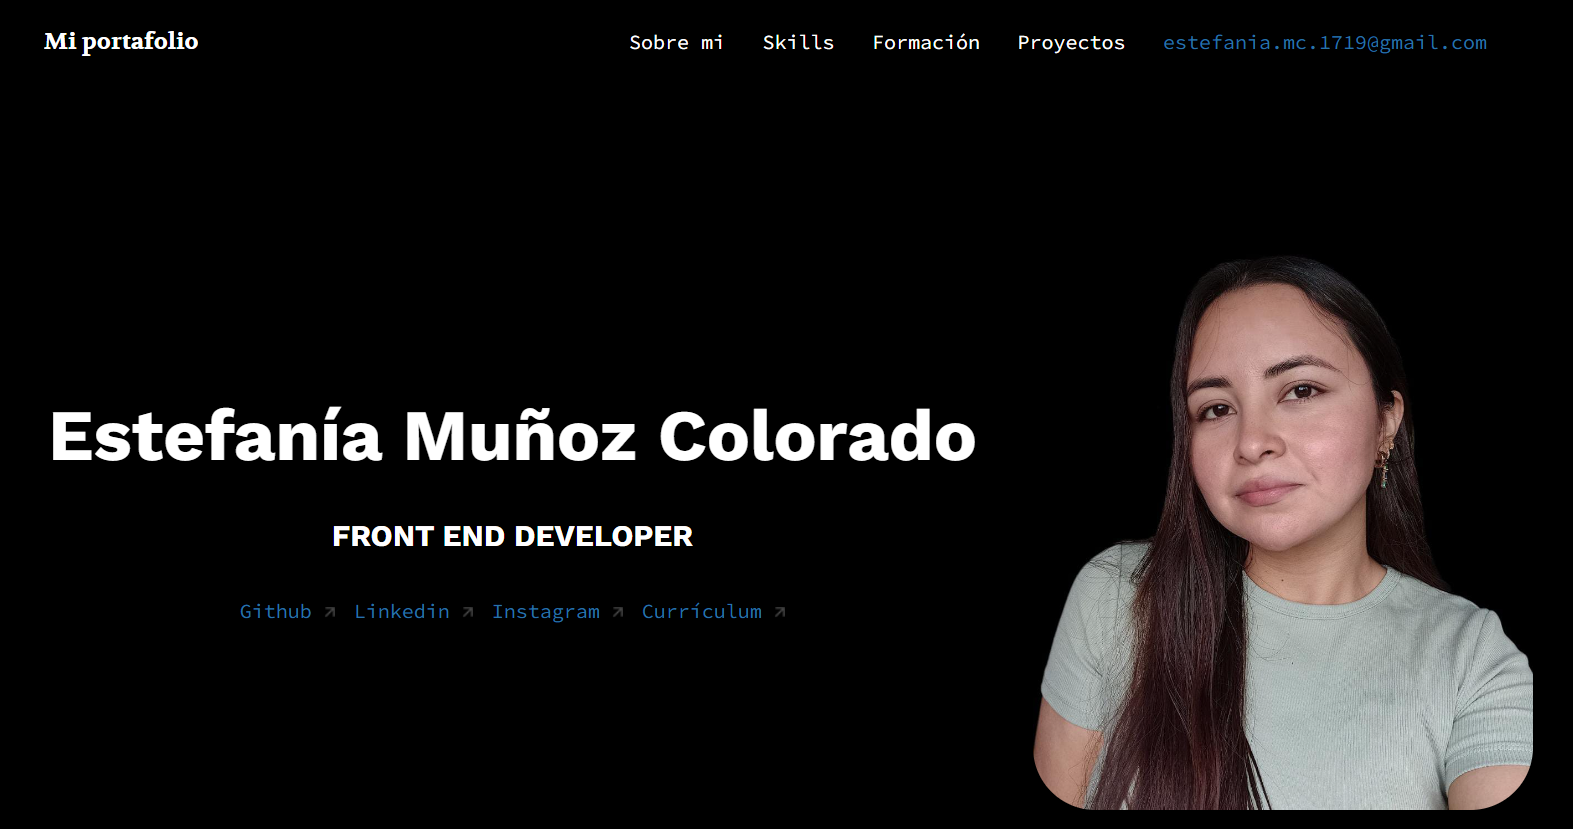 Mi portafolio
Sobre mi Skills Formación Proyectos estefania.mc.1719@gmail.com
Estefanía Muñoz Colorado
FRONT END DEVELOPER
Github Linkedin Instagram Currículum